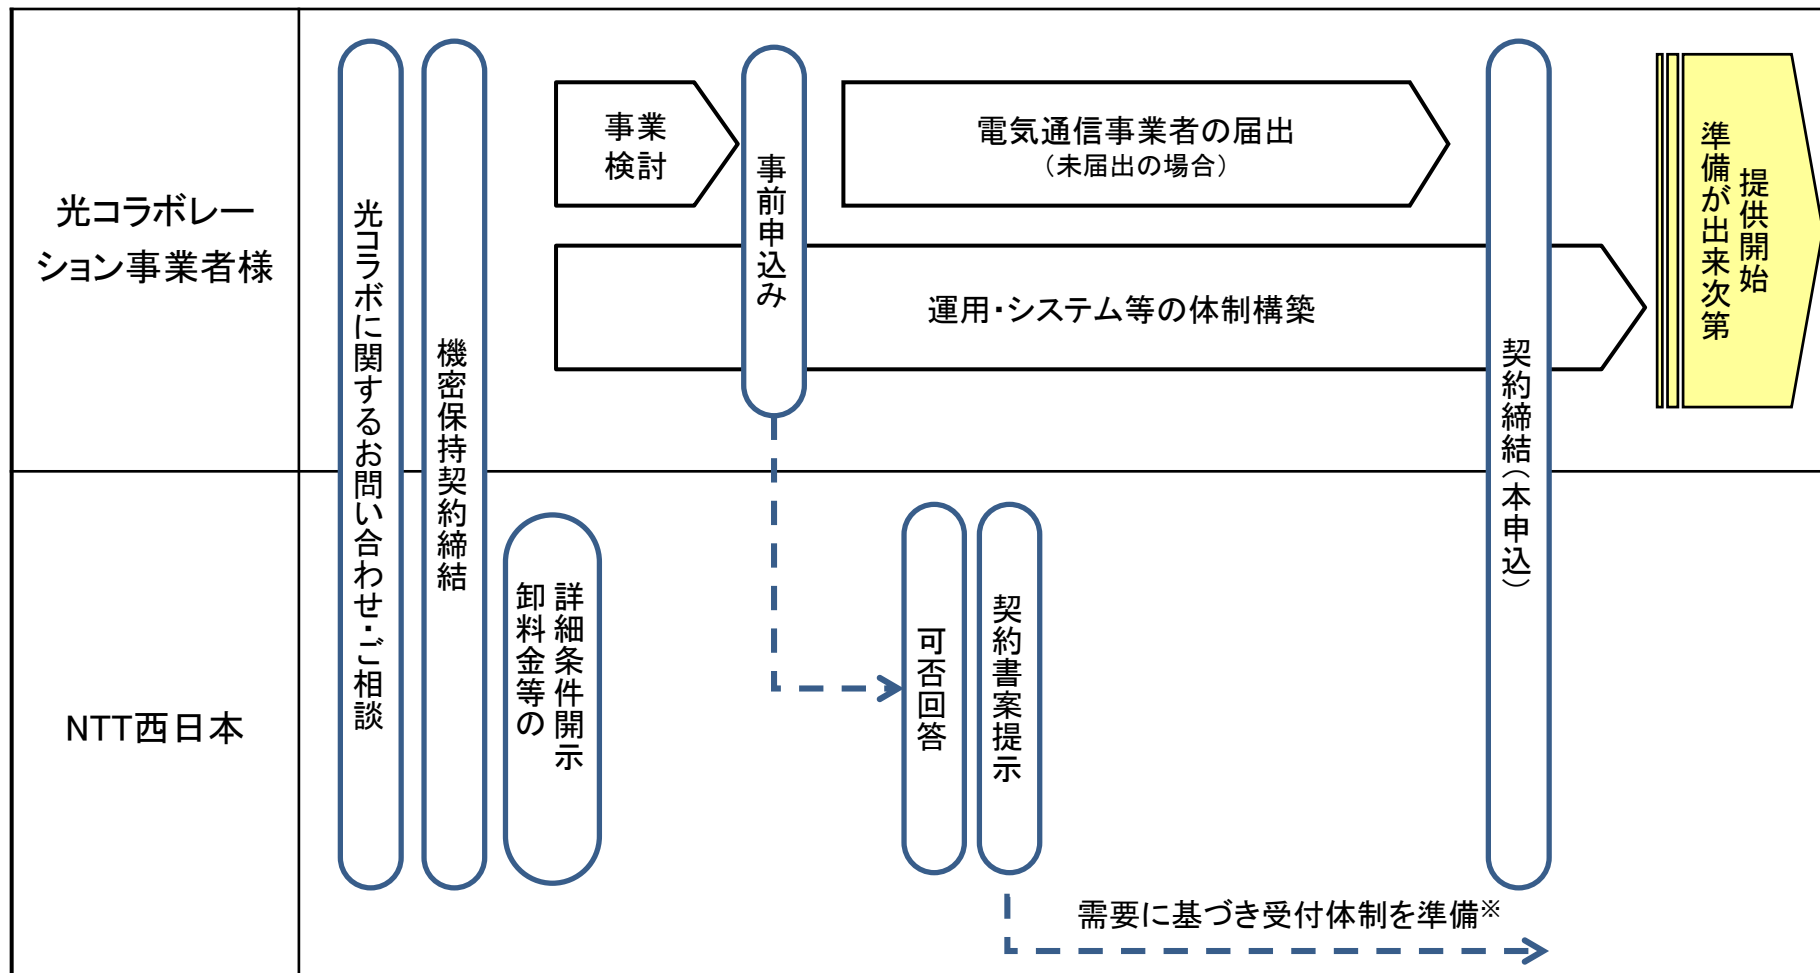 光コラボレー
ション事業者様
光コラボに関するお問い合わせ・ご相談
機密保持契約締結
事業
検討
事前申込み
電気通信事業者の届出
（未届出の場合）
運用・システム等の体制構築
契約締結（本申込）
提供開始
準備が出来次第
NTT西日本
詳細条件開示
卸料金等の
可否回答
契約書案提示
需要に基づき受付体制を準備※